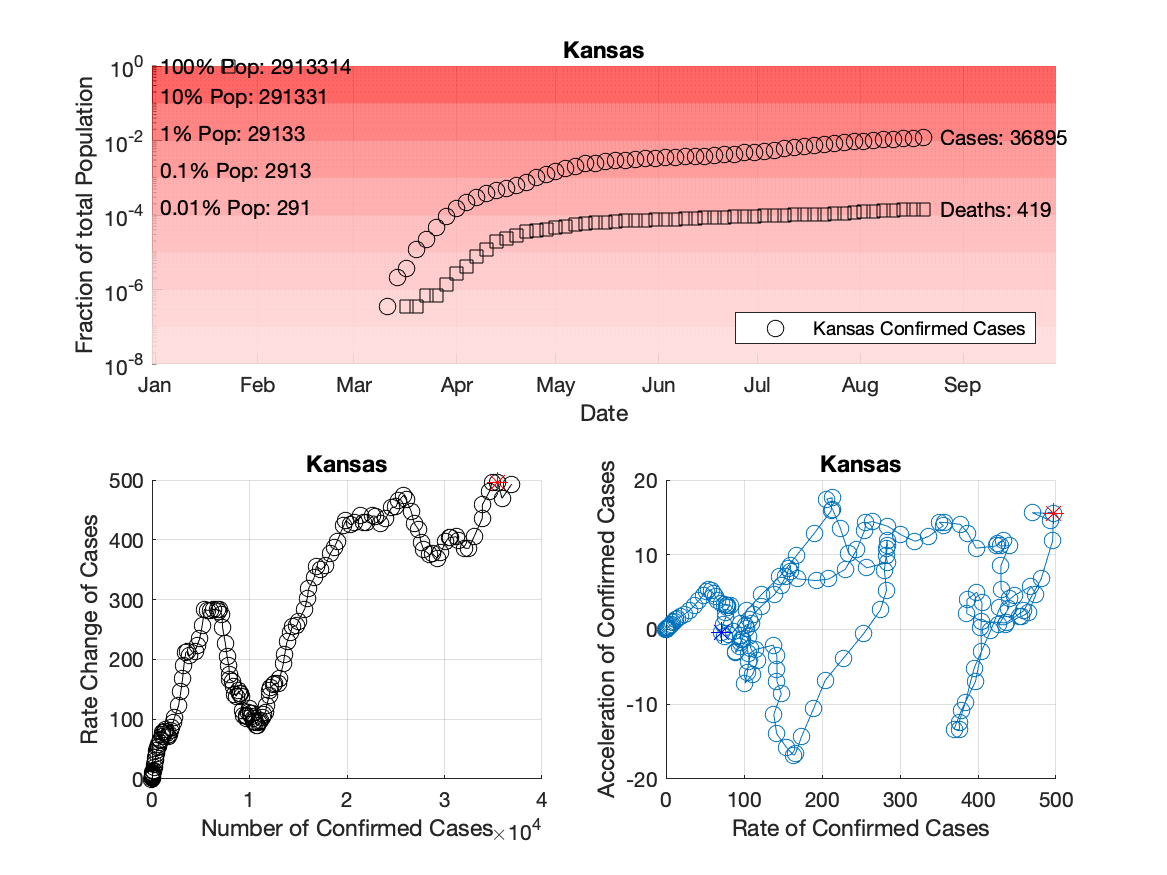 Kansas
10^0
10^-2
10^-4
10^-6
10^-8
Fraction of total Population
100% Pop: 2913314
10% Pop: 291331
1% Pop: 29133
0.1% Pop: 2913
0.01% Pop: 291
Cases: 36895
Deaths: 419
Kansas Confirmed Cases
Jan Feb Mar Apr May Jun Jul Aug Sep
Date
Kansas
500
400
300
200
100
0
Rate Change of Cases
0 1 2 3 4
Number of Confirmed Cases ×10^4
Kansas
20
10
0
-10
-20
Acceleration of Confirmed Cases
0 100 200 300 400 500
Rate of Confirmed Cases